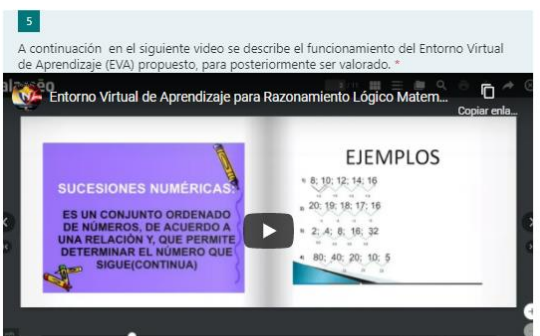 5
A continuación en el siguiente video se describe el funcionamiento del Entorno Virtual
de Aprendizaje (EVA) propuesto, para posteriormente ser valorado. *
Entorno Virtual de Aprendizaje para Razonamiento Lógico Matem...
Copiar enla...
SUCESIONES NUMÉRICAS:
ES UN CONJUNTO ORDENADO
DE NÚMEROS, DE ACUERDO A
UNA RELACIÓN Y, QUE PERMITE
DETERMINAR EL NÚMERO QUE
SIGUE(CONTINUA)
EJEMPLOS
8; 10; 12; 14; 16
20; 19; 18; 17; 16
2; 4; 8; 16; 32
80; 40; 20; 10; 5